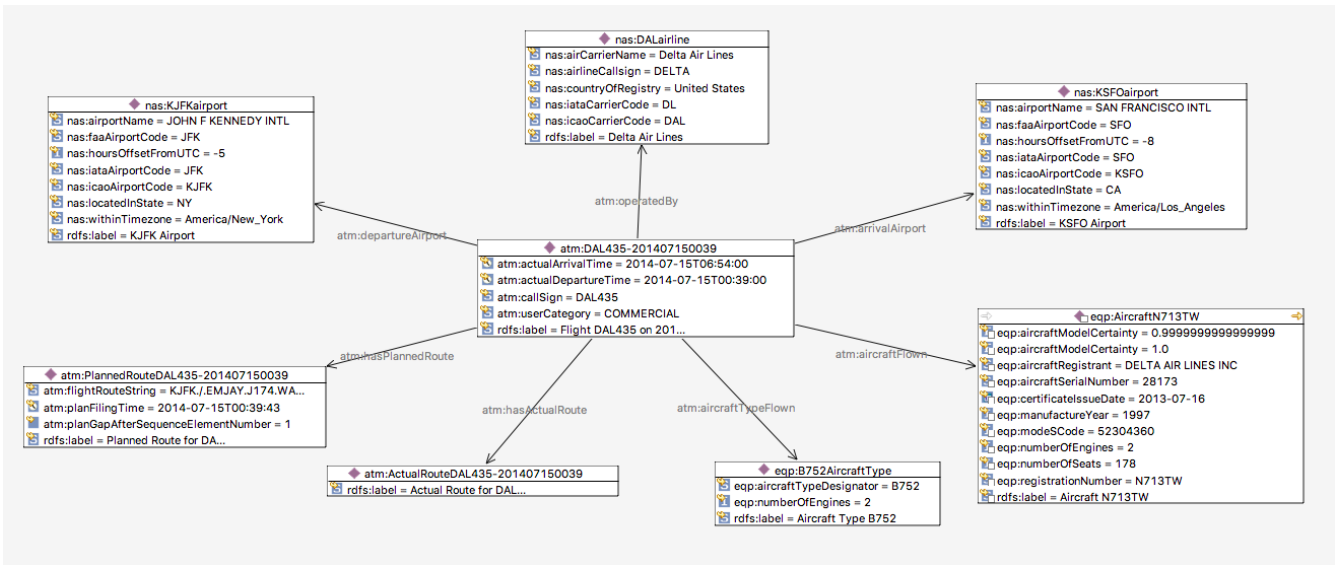 nas:DALairline
nas:airCarrierName = Delta Air Lines
nas:airlineCallsign = DELTA
nas:countryOfRegistry = United States
nas:iataCarrierCode = DL
nas:icaoCarrierCode = DAL
rdfs:label = Delta Air Lines
nas:KJFKairport
nas:airportName = JOHN F KENNEDY INTL
nas:faaAirportCode = JFK
nas:hoursOffsetFromUTC = -5
nas:iataAirportCode = JFK
nas:icaoAirportCode = KJFK
nas:locatedInState = NY
nas:withinTimezone = America/New_York
rdfs:label = KJFK Airport
nas:KSFOairport
nas:airportName = SAN FRANCISCO INTL
nas:faaAirportCode = SFO
nas:hoursOffsetFromUTC = -8
nas:iataAirportCode = SFO
nas:icaoAirportCode = KSFO
nas:locatedInState = CA
nas:withinTimezone = America/Los_Angeles
rdfs:label = KSFO Airport
atm:operatedBy
atm:departureAirport
atm:arrivalAirport
atm:DAL435-201407150039
atm:actualArrivalTime = 2014-07-15T06:54:00
atm:actualDepartureTime = 2014-07-15T00:39:00
atm:callSign = DAL435
atm:userCategory = COMMERCIAL
rdfs:label = Flight DAL435 on 201...
atm:hasPlannedRoute
atm:hasActualRoute
atm:aircraftTypeFlown
atm:aircraftFlown
atm:PlannedRouteDAL435-201407150039
atm:flightRouteString = KJFK./.EMJAY.J174.WA...
atm:planFilingTime = 2014-07-15T00:39:43
atm:planGapAfterSequenceElementNumber = 1
rdfs:label = Planned Route for DA...
atm:ActualRouteDAL435-201407150039
rdfs:label = Actual Route for DAL...
eqp:B752AircraftType
eqp:aircraftTypeDesignator = B752
eqp:numberOfEngines = 2
rdfs:label = Aircraft Type B752
eqp:AircraftN713TW
eqp:aircraftModelCertainty = 0.9999999999999999
eqp:aircraftModelCertainty = 1.0
eqp:aircraftRegistrant = DELTA AIR LINES INC
eqp:aircraftSerialNumber = 28173
eqp:certificateIssueDate = 2013-07-16
eqp:manufactureYear = 1997
eqp:modeSCode = 52304360
eqp:numberOfEngines = 2
eqp:numberOfSeats = 178
eqp:registrationNumber = N713TW
rdfs:label = Aircraft N713TW